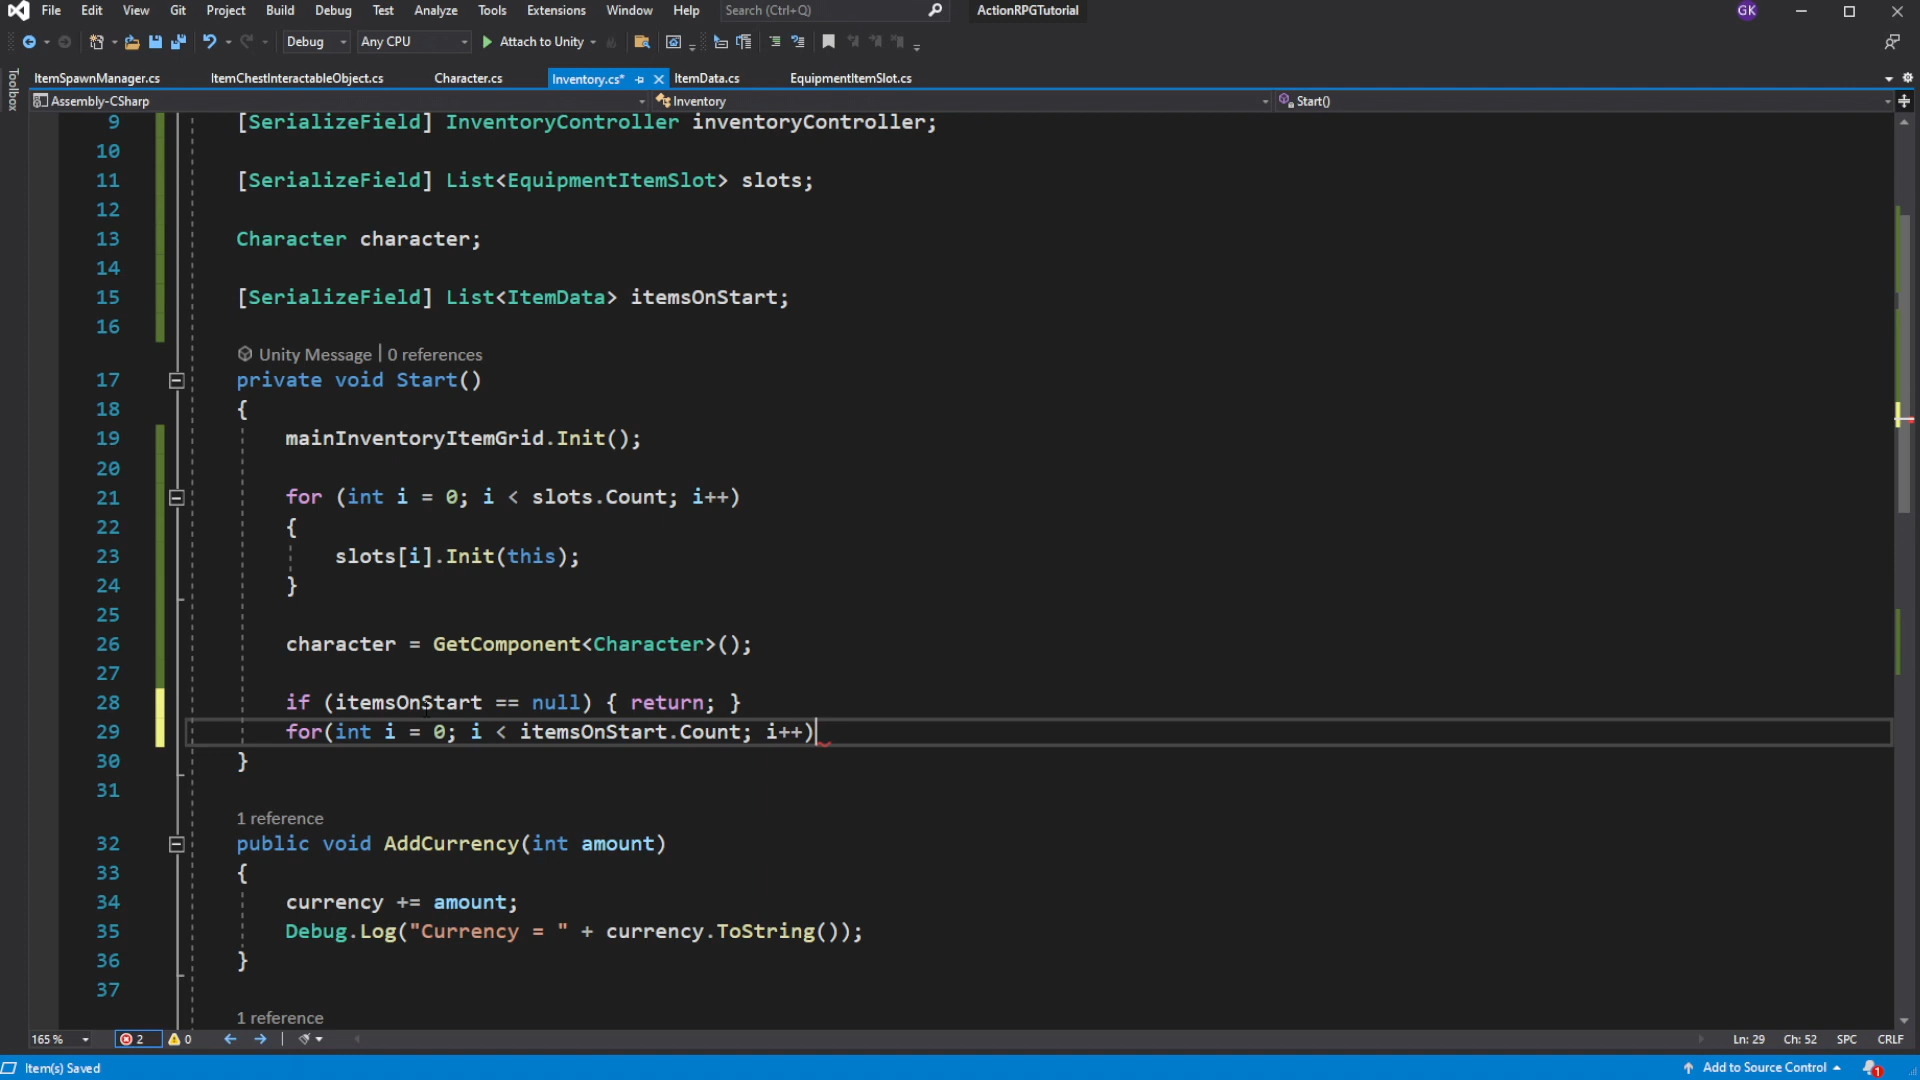 File Edit View Git Project Build Debug Test Analyze Tools Extensions Window Help Search (Ctrl+Q) ActionRPGTutorial GK
Debug Any CPU Attach to Unity
ItemSpawnManager.cs ItemChestInteractableObject.cs Character.cs Inventory.cs* ItemData.cs EquipmentItemSlot.cs
Toolbox
Assembly-CSharp Inventory Start()
9 [SerializeField] InventoryController inventoryController;
10
11 [SerializeField] List<EquipmentItemSlot> slots;
12
13 Character character;
14
15 [SerializeField] List<ItemData> itemsOnStart;
16
Unity Message | 0 references
17 private void Start()
18 {
19 mainInventoryItemGrid.Init();
20
21 for (int i = 0; i < slots.Count; i++)
22 {
23 slots[i].Init(this);
24 }
25
26 character = GetComponent<Character>();
27
28 if (itemsOnStart == null) { return; }
29 for(int i = 0; i < itemsOnStart.Count; i++)
30 }
31
1 reference
32 public void AddCurrency(int amount)
33 {
34 currency += amount;
35 Debug.Log("Currency = " + currency.ToString());
36 }
37
1 reference
165 % 2 0 Ln: 29 Ch: 52 SPC CRLF
Item(s) Saved Add to Source Control 1